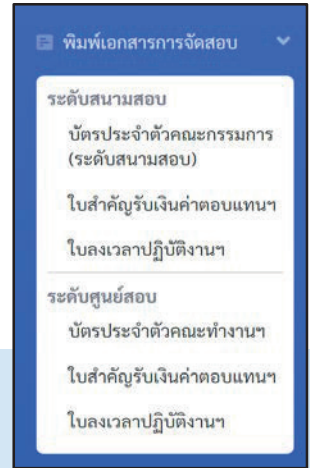 พิมพ์เอกสารการจัดสอบ
ระดับสนามสอบ
บัตรประจำตัวคณะกรรมการ
(ระดับสนามสอบ)
ใบสำคัญรับเงินค่าตอบแทนฯ
ใบลงเวลาปฏิบัติงานฯ
ระดับศูนย์สอบ
บัตรประจำตัวคณะทำงานฯ
ใบสำคัญรับเงินค่าตอบแทนฯ
ใบลงเวลาปฏิบัติงานฯ